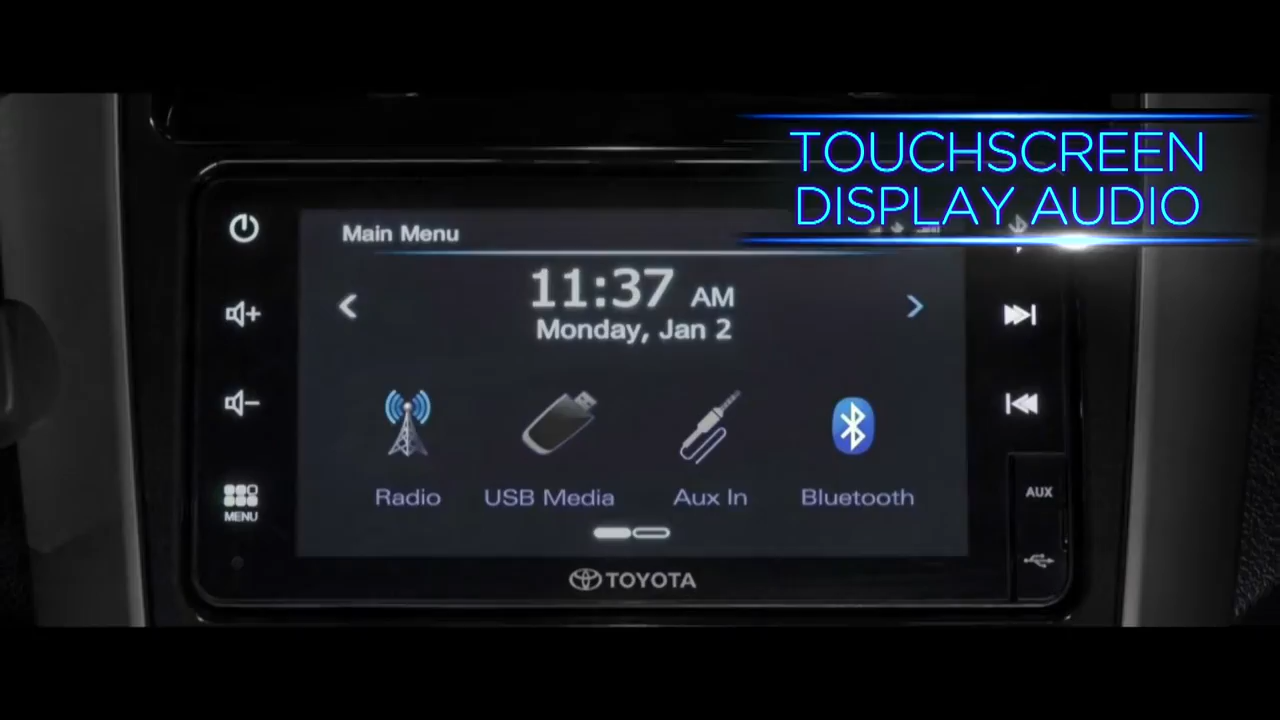 TOUCHSCREEN
DISPLAY AUDIO
Main Menu
11:37 AM
Monday, Jan 2
Radio
USB Media
Aux In
Bluetooth
MENU
AUX
TOYOTA